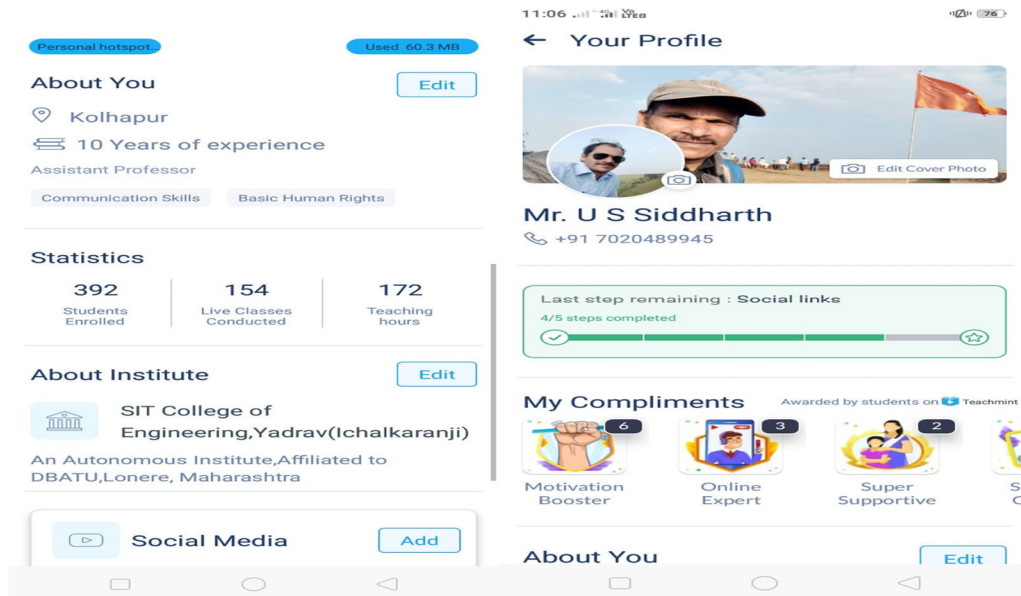 Personal hotspot..
Used 60.3 MB
About You
Edit
Kolhapur
10 Years of experience
Assistant Professor
Communication Skills
Basic Human Rights
Statistics
392
154
172
Students
Enrolled
Live Classes
Conducted
Teaching
hours
About Institute
Edit
SIT College of
Engineering,Yadrav(Ichalkaranji)
An Autonomous Institute,Affiliated to
DBATU,Lonere, Maharashtra
Social Media
Add
11:06
4G
76
Your Profile
Edit Cover Photo
Mr. U S Siddharth
+91 7020489945
Last step remaining : Social links
4/5 steps completed
My Compliments
Awarded by students on Teachmint
6
3
2
Motivation
Booster
Online
Expert
Super
Supportive
About You
Edit